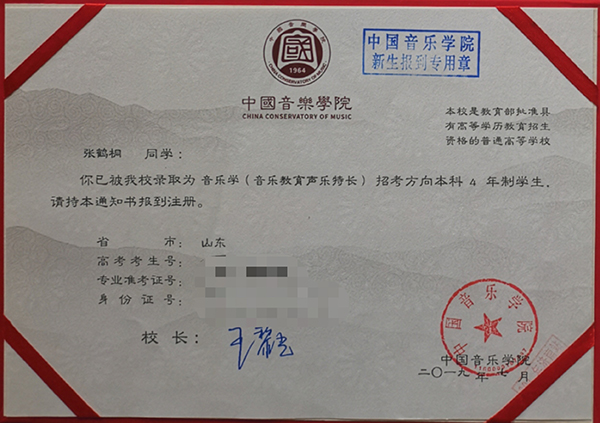 1964
CHINA CONSERVATORY OF MUSIC
中國音樂學院
CHINA CONSERVATORY OF MUSIC
中国音乐学院
新生报到专用章
本校是教育部批准具
有高等学历教育招生
资格的普通高等学校
张鹤桐 同学：
你已被我校录取为 音乐学（音乐教育声乐特长） 招考方向本科 4 年制学生，
请持本通知书报到注册。
省 市： 山东
高考考生号：
专业准考证号：
身份证号：
校 长：
中国音乐学院
中国音乐学院
二〇一九 年 七 月